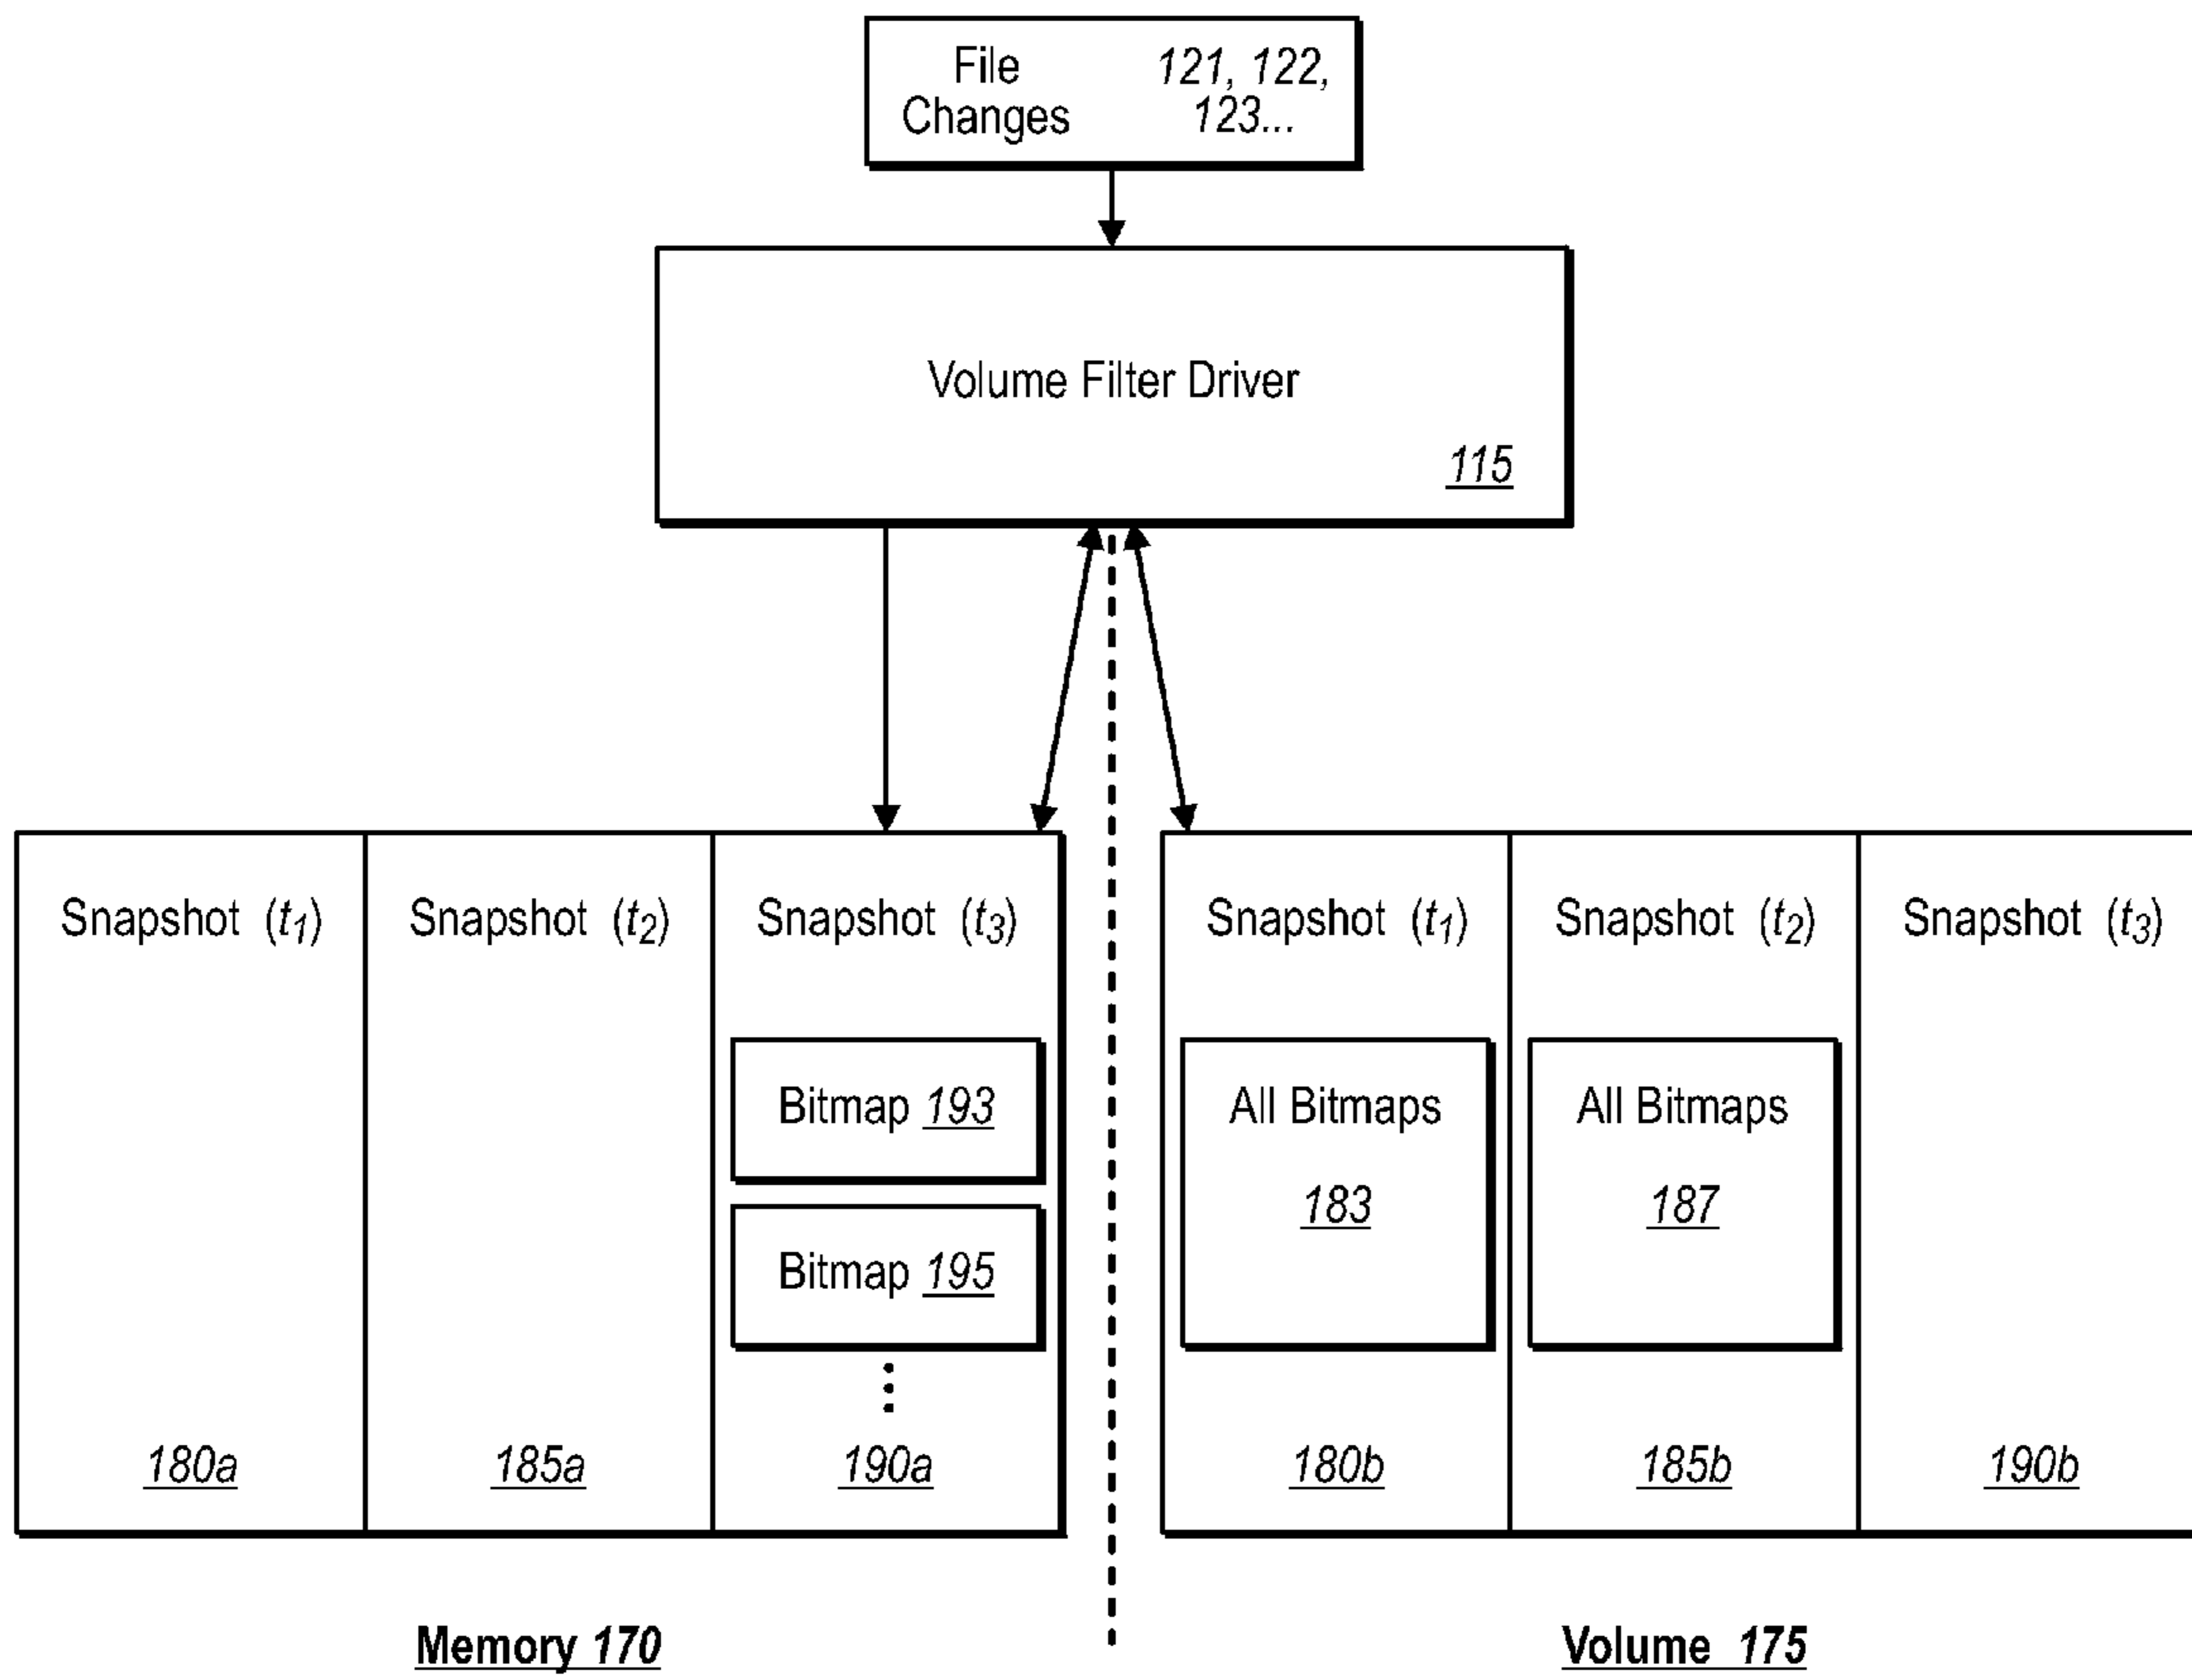 File 121, 122,
Changes 123...
Volume Filter Driver
115
Snapshot (t1) Snapshot (t2) Snapshot (t3) Snapshot (t1) Snapshot (t2) Snapshot (t3)
Bitmap 193 All Bitmaps All Bitmaps
183 187
Bitmap 195
180a 185a 190a 180b 185b 190b
Memory 170 Volume 175